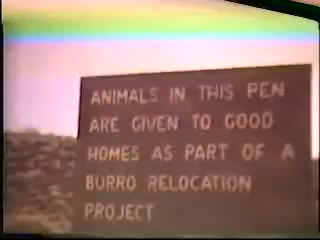 ANIMALS IN THIS PEN
ARE GIVEN TO GOOD
HOMES AS PART OF A
BURRO RELOCATION
PROJECT